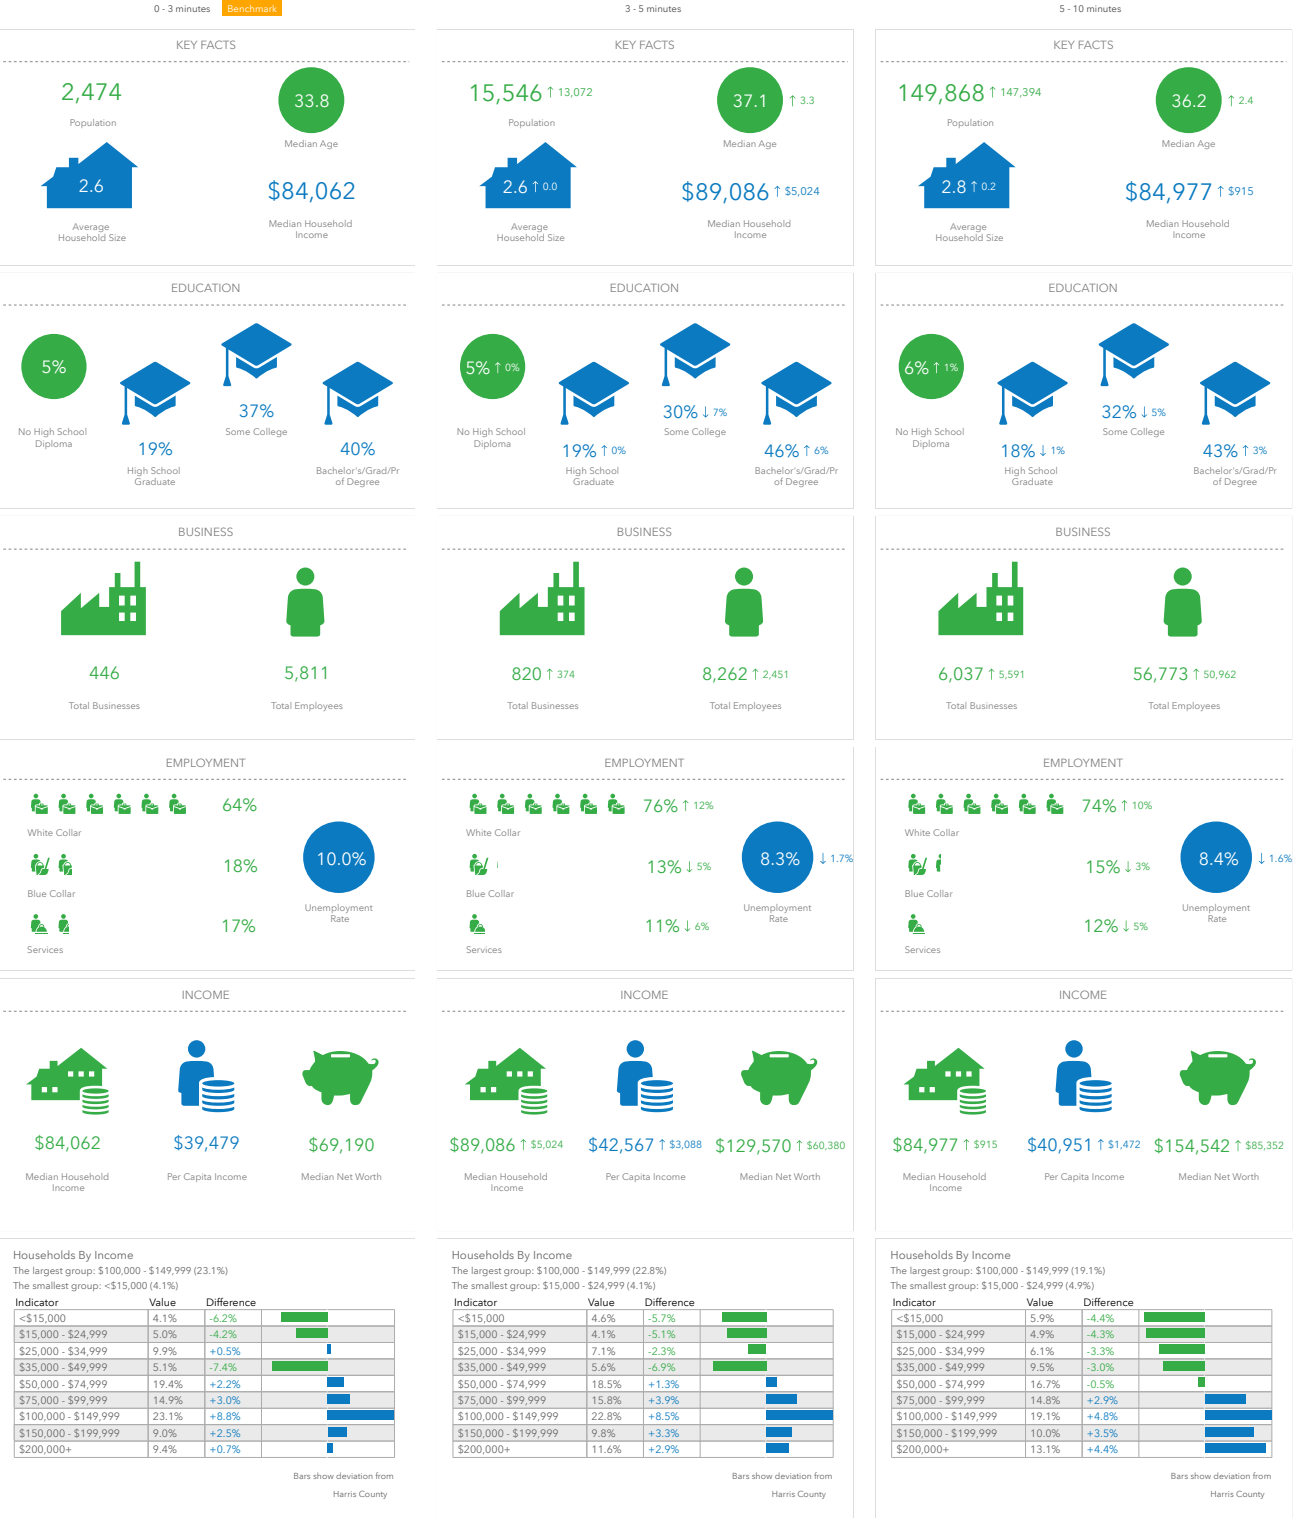 0 - 3 minutes Benchmark
3 - 5 minutes
5 - 10 minutes
KEY FACTS
2,474
Population
33.8
Median Age
2.6
Average
Household Size
$84,062
Median Household
Income
KEY FACTS
15,546 ↑ 13,072
Population
37.1 ↑ 3.3
Median Age
2.6 ↑ 0.0
Average
Household Size
$89,086 ↑ $5,024
Median Household
Income
KEY FACTS
149,868 ↑ 147,394
Population
36.2 ↑ 2.4
Median Age
2.8 ↑ 0.2
Average
Household Size
$84,977 ↑ $915
Median Household
Income
EDUCATION
5%
No High School
Diploma
19%
High School
Graduate
37%
Some College
40%
Bachelor's/Grad/Pr
of Degree
EDUCATION
5% ↑ 0%
No High School
Diploma
19% ↑ 0%
High School
Graduate
30% ↓ 7%
Some College
46% ↑ 6%
Bachelor's/Grad/Pr
of Degree
EDUCATION
6% ↑ 1%
No High School
Diploma
18% ↓ 1%
High School
Graduate
32% ↓ 5%
Some College
43% ↑ 3%
Bachelor's/Grad/Pr
of Degree
BUSINESS
446
Total Businesses
5,811
Total Employees
BUSINESS
820 ↑ 374
Total Businesses
8,262 ↑ 2,451
Total Employees
BUSINESS
6,037 ↑ 5,591
Total Businesses
56,773 ↑ 50,962
Total Employees
EMPLOYMENT
64%
White Collar
18%
Blue Collar
17%
Services
10.0%
Unemployment
Rate
EMPLOYMENT
76% ↑ 12%
White Collar
13% ↓ 5%
Blue Collar
11% ↓ 6%
Services
8.3% ↓ 1.7%
Unemployment
Rate
EMPLOYMENT
74% ↑ 10%
White Collar
15% ↓ 3%
Blue Collar
12% ↓ 5%
Services
8.4% ↓ 1.6%
Unemployment
Rate
INCOME
$84,062
Median Household
Income
$39,479
Per Capita Income
$69,190
Median Net Worth
INCOME
$89,086 ↑ $5,024
Median Household
Income
$42,567 ↑ $3,088
Per Capita Income
$129,570 ↑ $60,380
Median Net Worth
INCOME
$84,977 ↑ $915
Median Household
Income
$40,951 ↑ $1,472
Per Capita Income
$154,542 ↑ $85,352
Median Net Worth
Households By Income
The largest group: $100,000 - $149,999 (23.1%)
The smallest group: <$15,000 (4.1%)
Indicator Value Difference
<$15,000 4.1% -6.2%
$15,000 - $24,999 5.0% -4.2%
$25,000 - $34,999 9.9% +0.5%
$35,000 - $49,999 5.1% -7.4%
$50,000 - $74,999 19.4% +2.2%
$75,000 - $99,999 14.9% +3.0%
$100,000 - $149,999 23.1% +8.8%
$150,000 - $199,999 9.0% +2.5%
$200,000+ 9.4% +0.7%
Bars show deviation from
Harris County
Households By Income
The largest group: $100,000 - $149,999 (22.8%)
The smallest group: $15,000 - $24,999 (4.1%)
Indicator Value Difference
<$15,000 4.6% -5.7%
$15,000 - $24,999 4.1% -5.1%
$25,000 - $34,999 7.1% -2.3%
$35,000 - $49,999 5.6% -6.9%
$50,000 - $74,999 18.5% +1.3%
$75,000 - $99,999 15.8% +3.9%
$100,000 - $149,999 22.8% +8.5%
$150,000 - $199,999 9.8% +3.3%
$200,000+ 11.6% +2.9%
Bars show deviation from
Harris County
Households By Income
The largest group: $100,000 - $149,999 (19.1%)
The smallest group: $15,000 - $24,999 (4.9%)
Indicator Value Difference
<$15,000 5.9% -4.4%
$15,000 - $24,999 4.9% -4.3%
$25,000 - $34,999 6.1% -3.3%
$35,000 - $49,999 9.5% -3.0%
$50,000 - $74,999 16.7% -0.5%
$75,000 - $99,999 14.8% +2.9%
$100,000 - $149,999 19.1% +4.8%
$150,000 - $199,999 10.0% +3.5%
$200,000+ 13.1% +4.4%
Bars show deviation from
Harris County